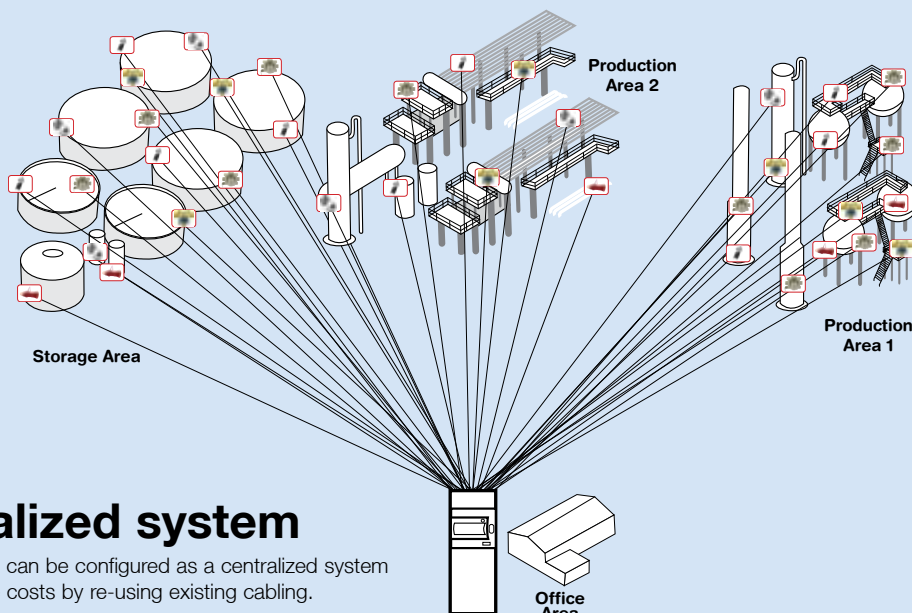 Production
Area 2
Storage Area
Production
Area 1
alized system
can be configured as a centralized system
costs by re-using existing cabling.
Office
Area